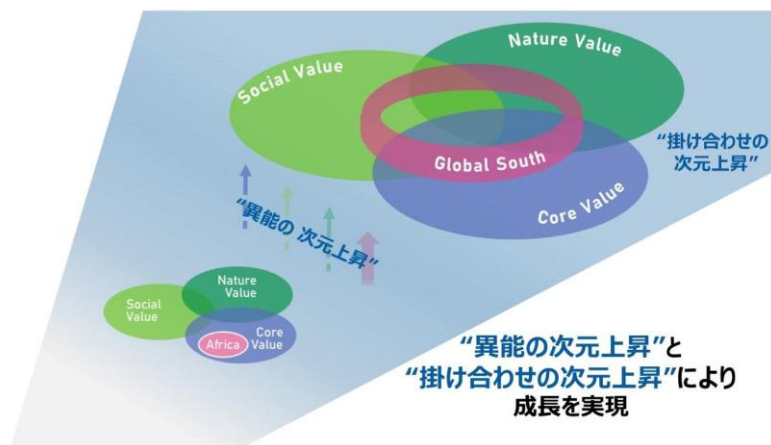 Nature Value
Social Value
Global South
Core Value
“掛け合わせの
次元上昇”
“異能の 次元上昇”
Nature
Value
Social
Value
Africa
Core
Value
“異能の次元上昇”と
“掛け合わせの次元上昇”により
成長を実現